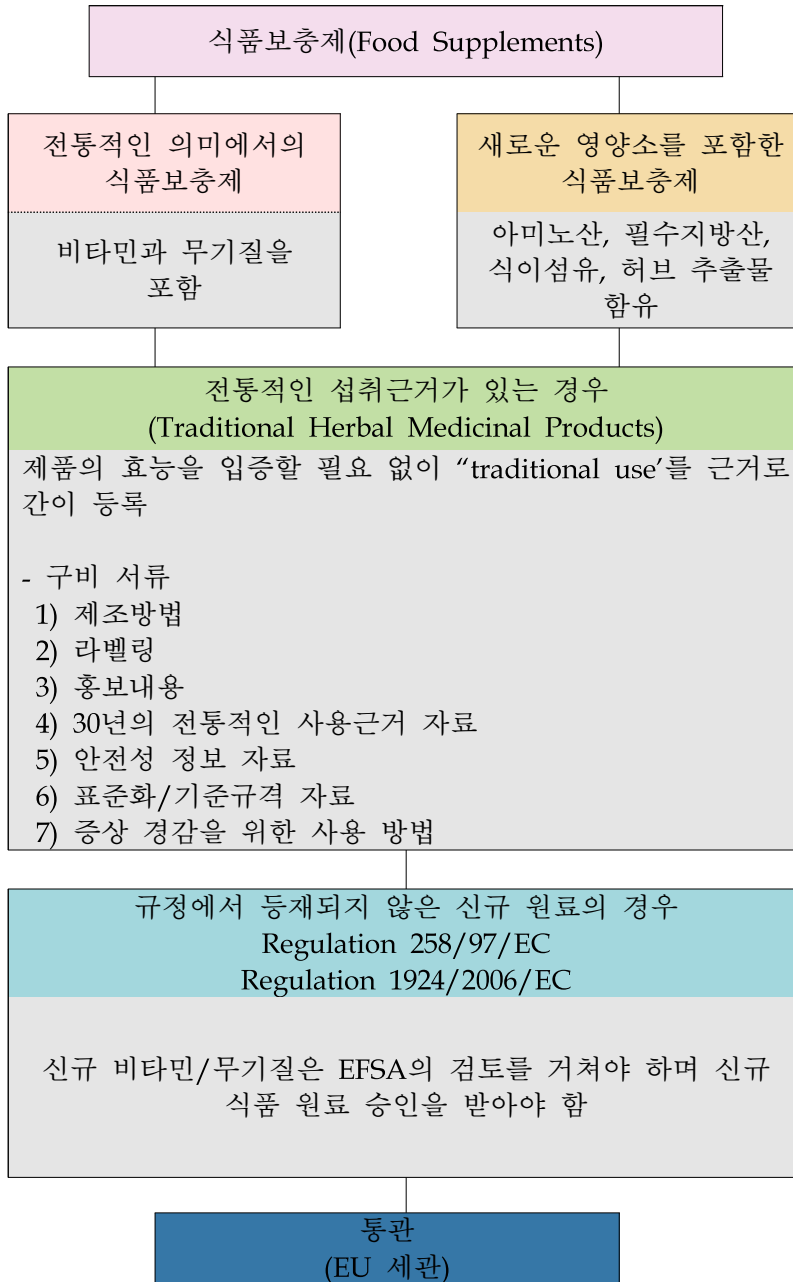 식품보충제(Food Supplements)
전통적인 의미에서의
식품보충제
비타민과 무기질을
포함
새로운 영양소를 포함한
식품보충제
아미노산, 필수지방산,
식이섬유, 허브 추출물
함유
전통적인 섭취근거가 있는 경우
(Traditional Herbal Medicinal Products)
제품의 효능을 입증할 필요 없이 “traditional use’를 근거로
간이 등록
- 구비 서류
1) 제조방법
2) 라벨링
3) 홍보내용
4) 30년의 전통적인 사용근거 자료
5) 안전성 정보 자료
6) 표준화/기준규격 자료
7) 증상 경감을 위한 사용 방법
규정에서 등재되지 않은 신규 원료의 경우
Regulation 258/97/EC
Regulation 1924/2006/EC
신규 비타민/무기질은 EFSA의 검토를 거쳐야 하며 신규
식품 원료 승인을 받아야 함
통관
(EU 세관)